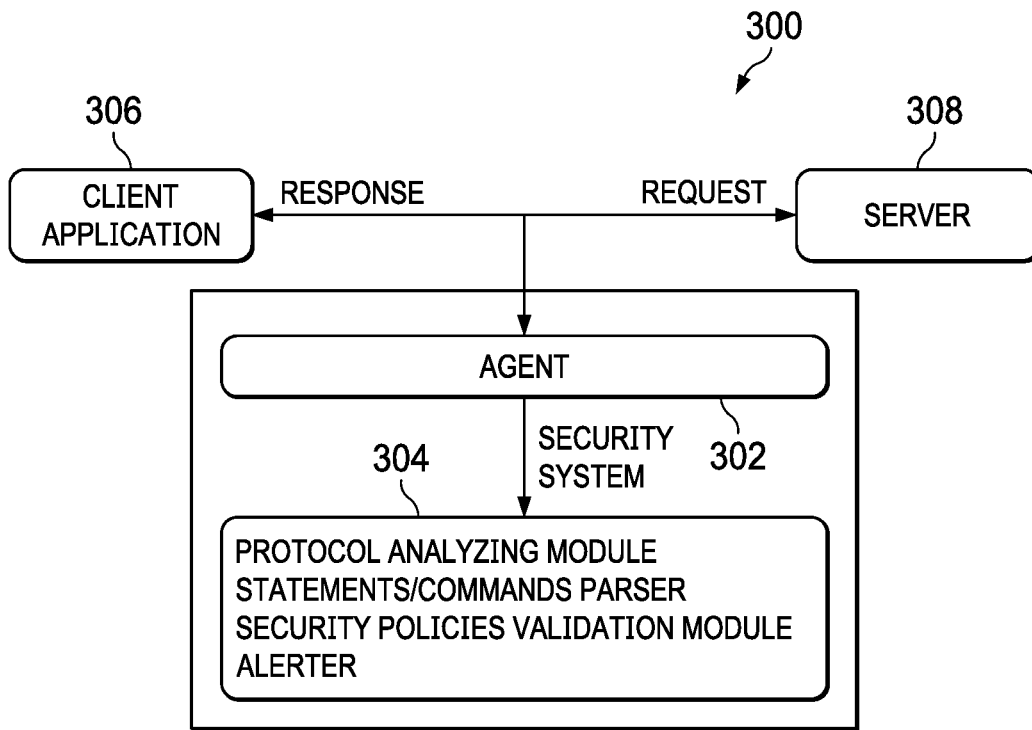 300
306
308
CLIENT
APPLICATION
RESPONSE
REQUEST
SERVER
AGENT
SECURITY
SYSTEM
302
304
PROTOCOL ANALYZING MODULE
STATEMENTS/COMMANDS PARSER
SECURITY POLICIES VALIDATION MODULE
ALERTER